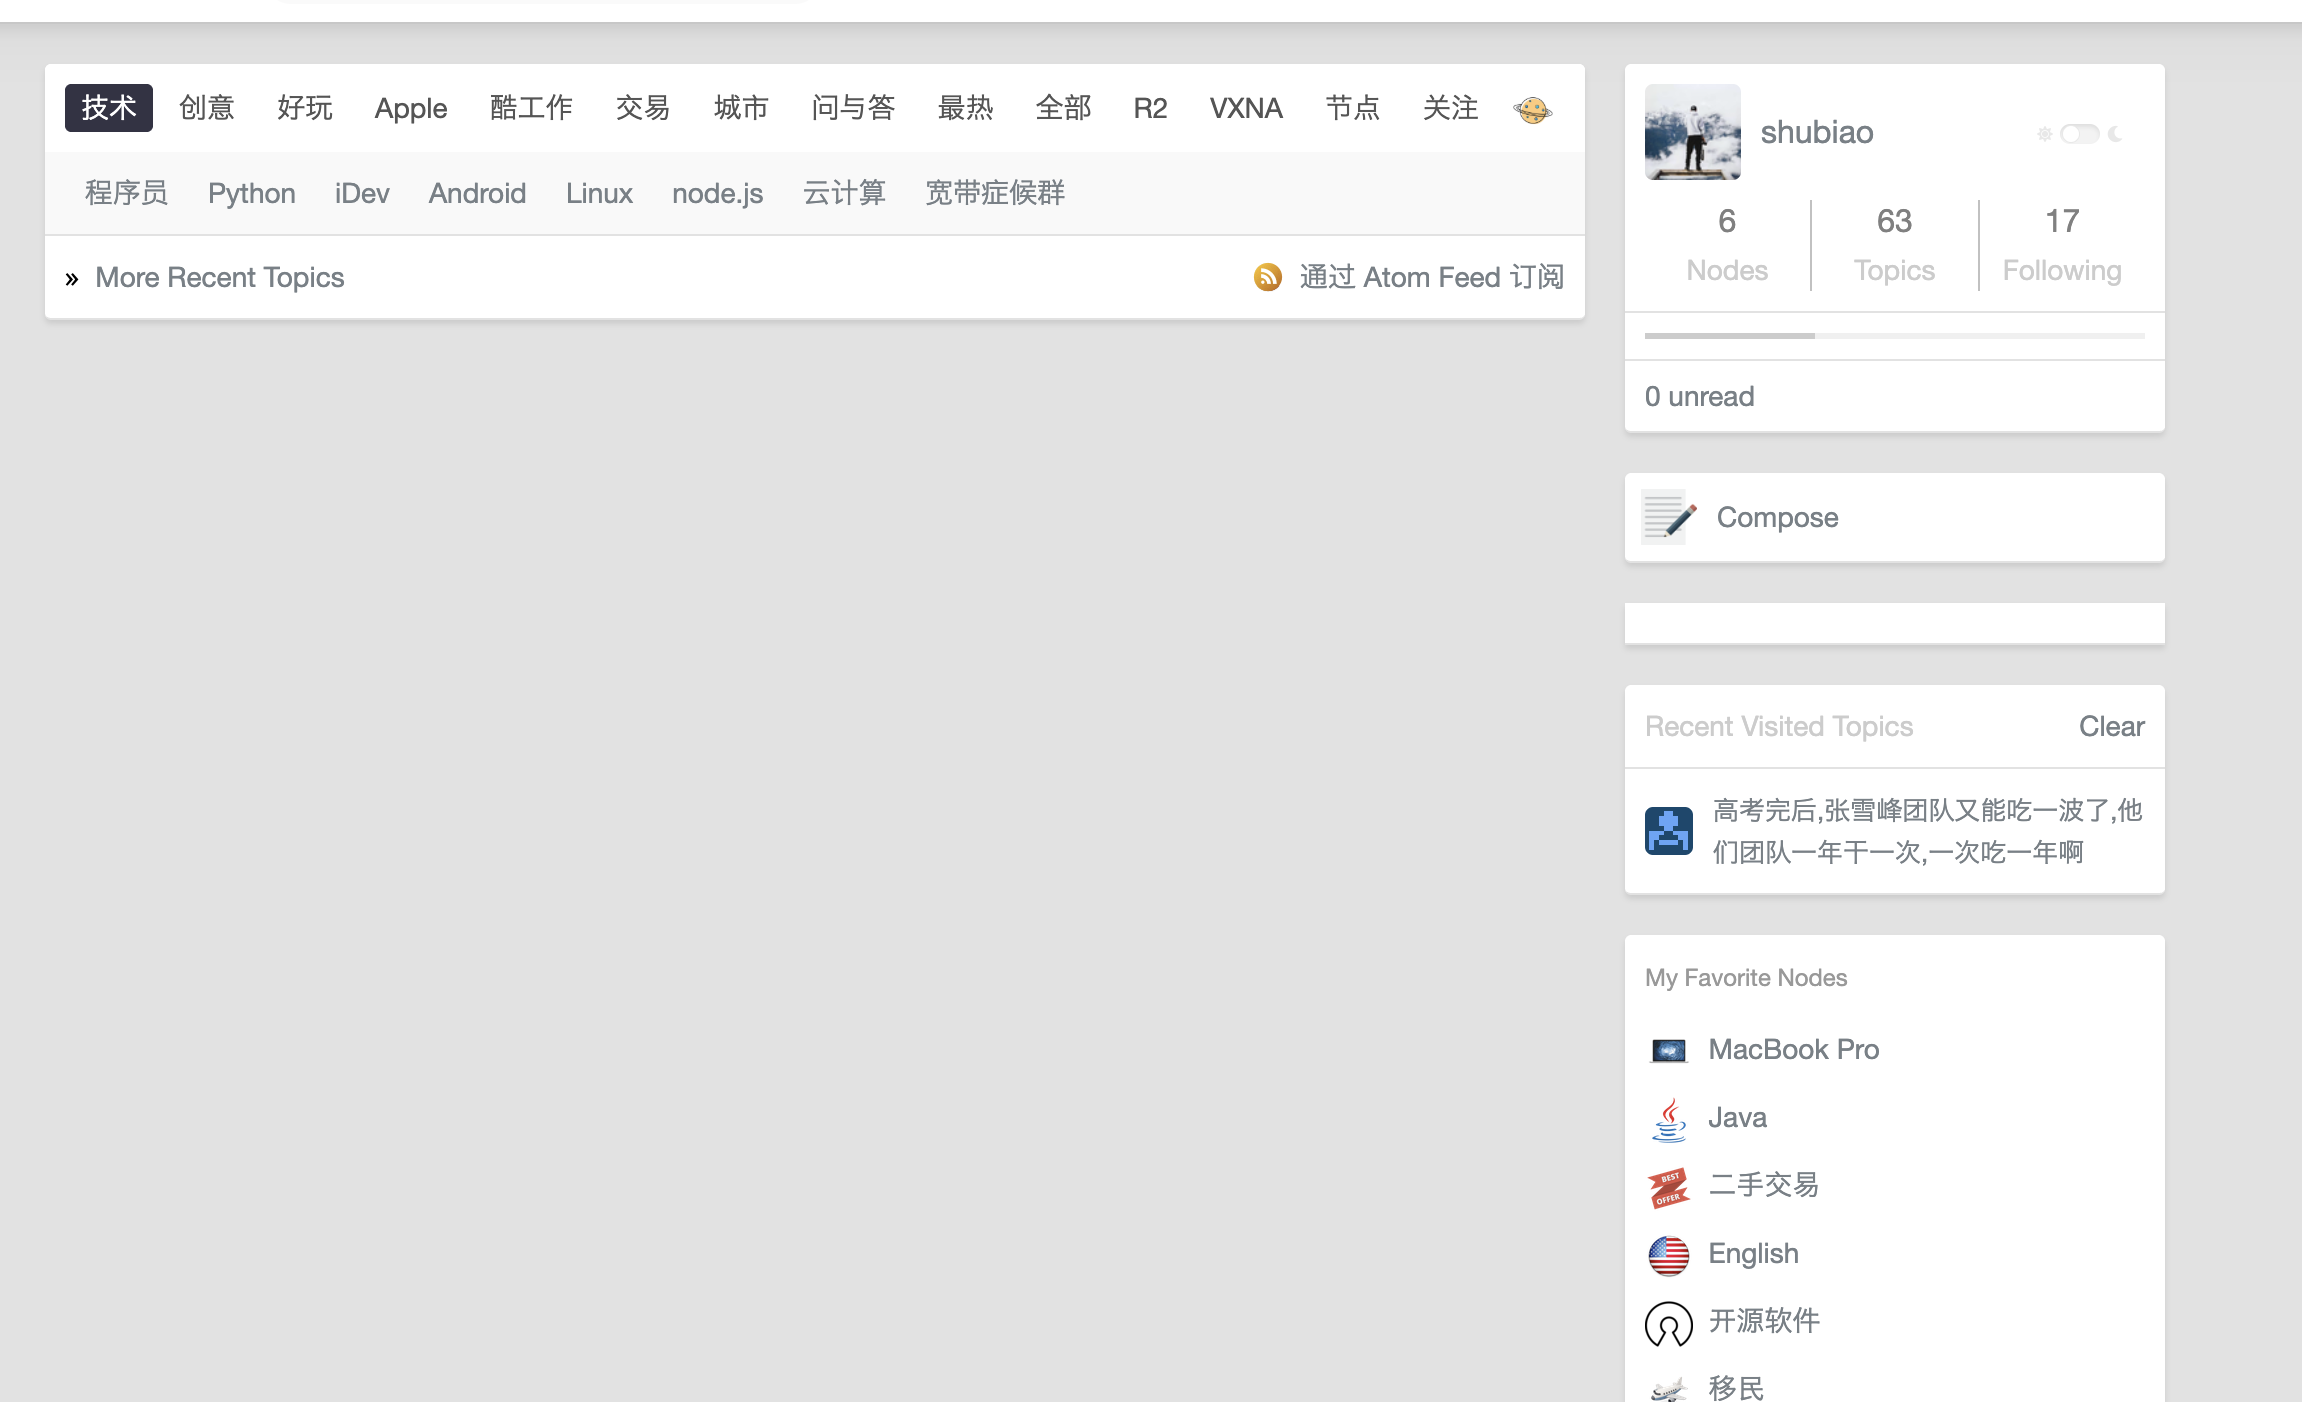 技术 创意 好玩 Apple 酷工作 交易 城市 问与答 最热 全部 R2 VXNA 节点 关注
程序员 Python iDev Android Linux node.js 云计算 宽带症候群
» More Recent Topics 通过 Atom Feed 订阅
shubiao
6 63 17
Nodes Topics Following
0 unread
Compose
Recent Visited Topics Clear
高考完后,张雪峰团队又能吃一波了,他
们团队一年干一次,一次吃一年啊
My Favorite Nodes
MacBook Pro
Java
BEST
OFFER
二手交易
English
开源软件
移民